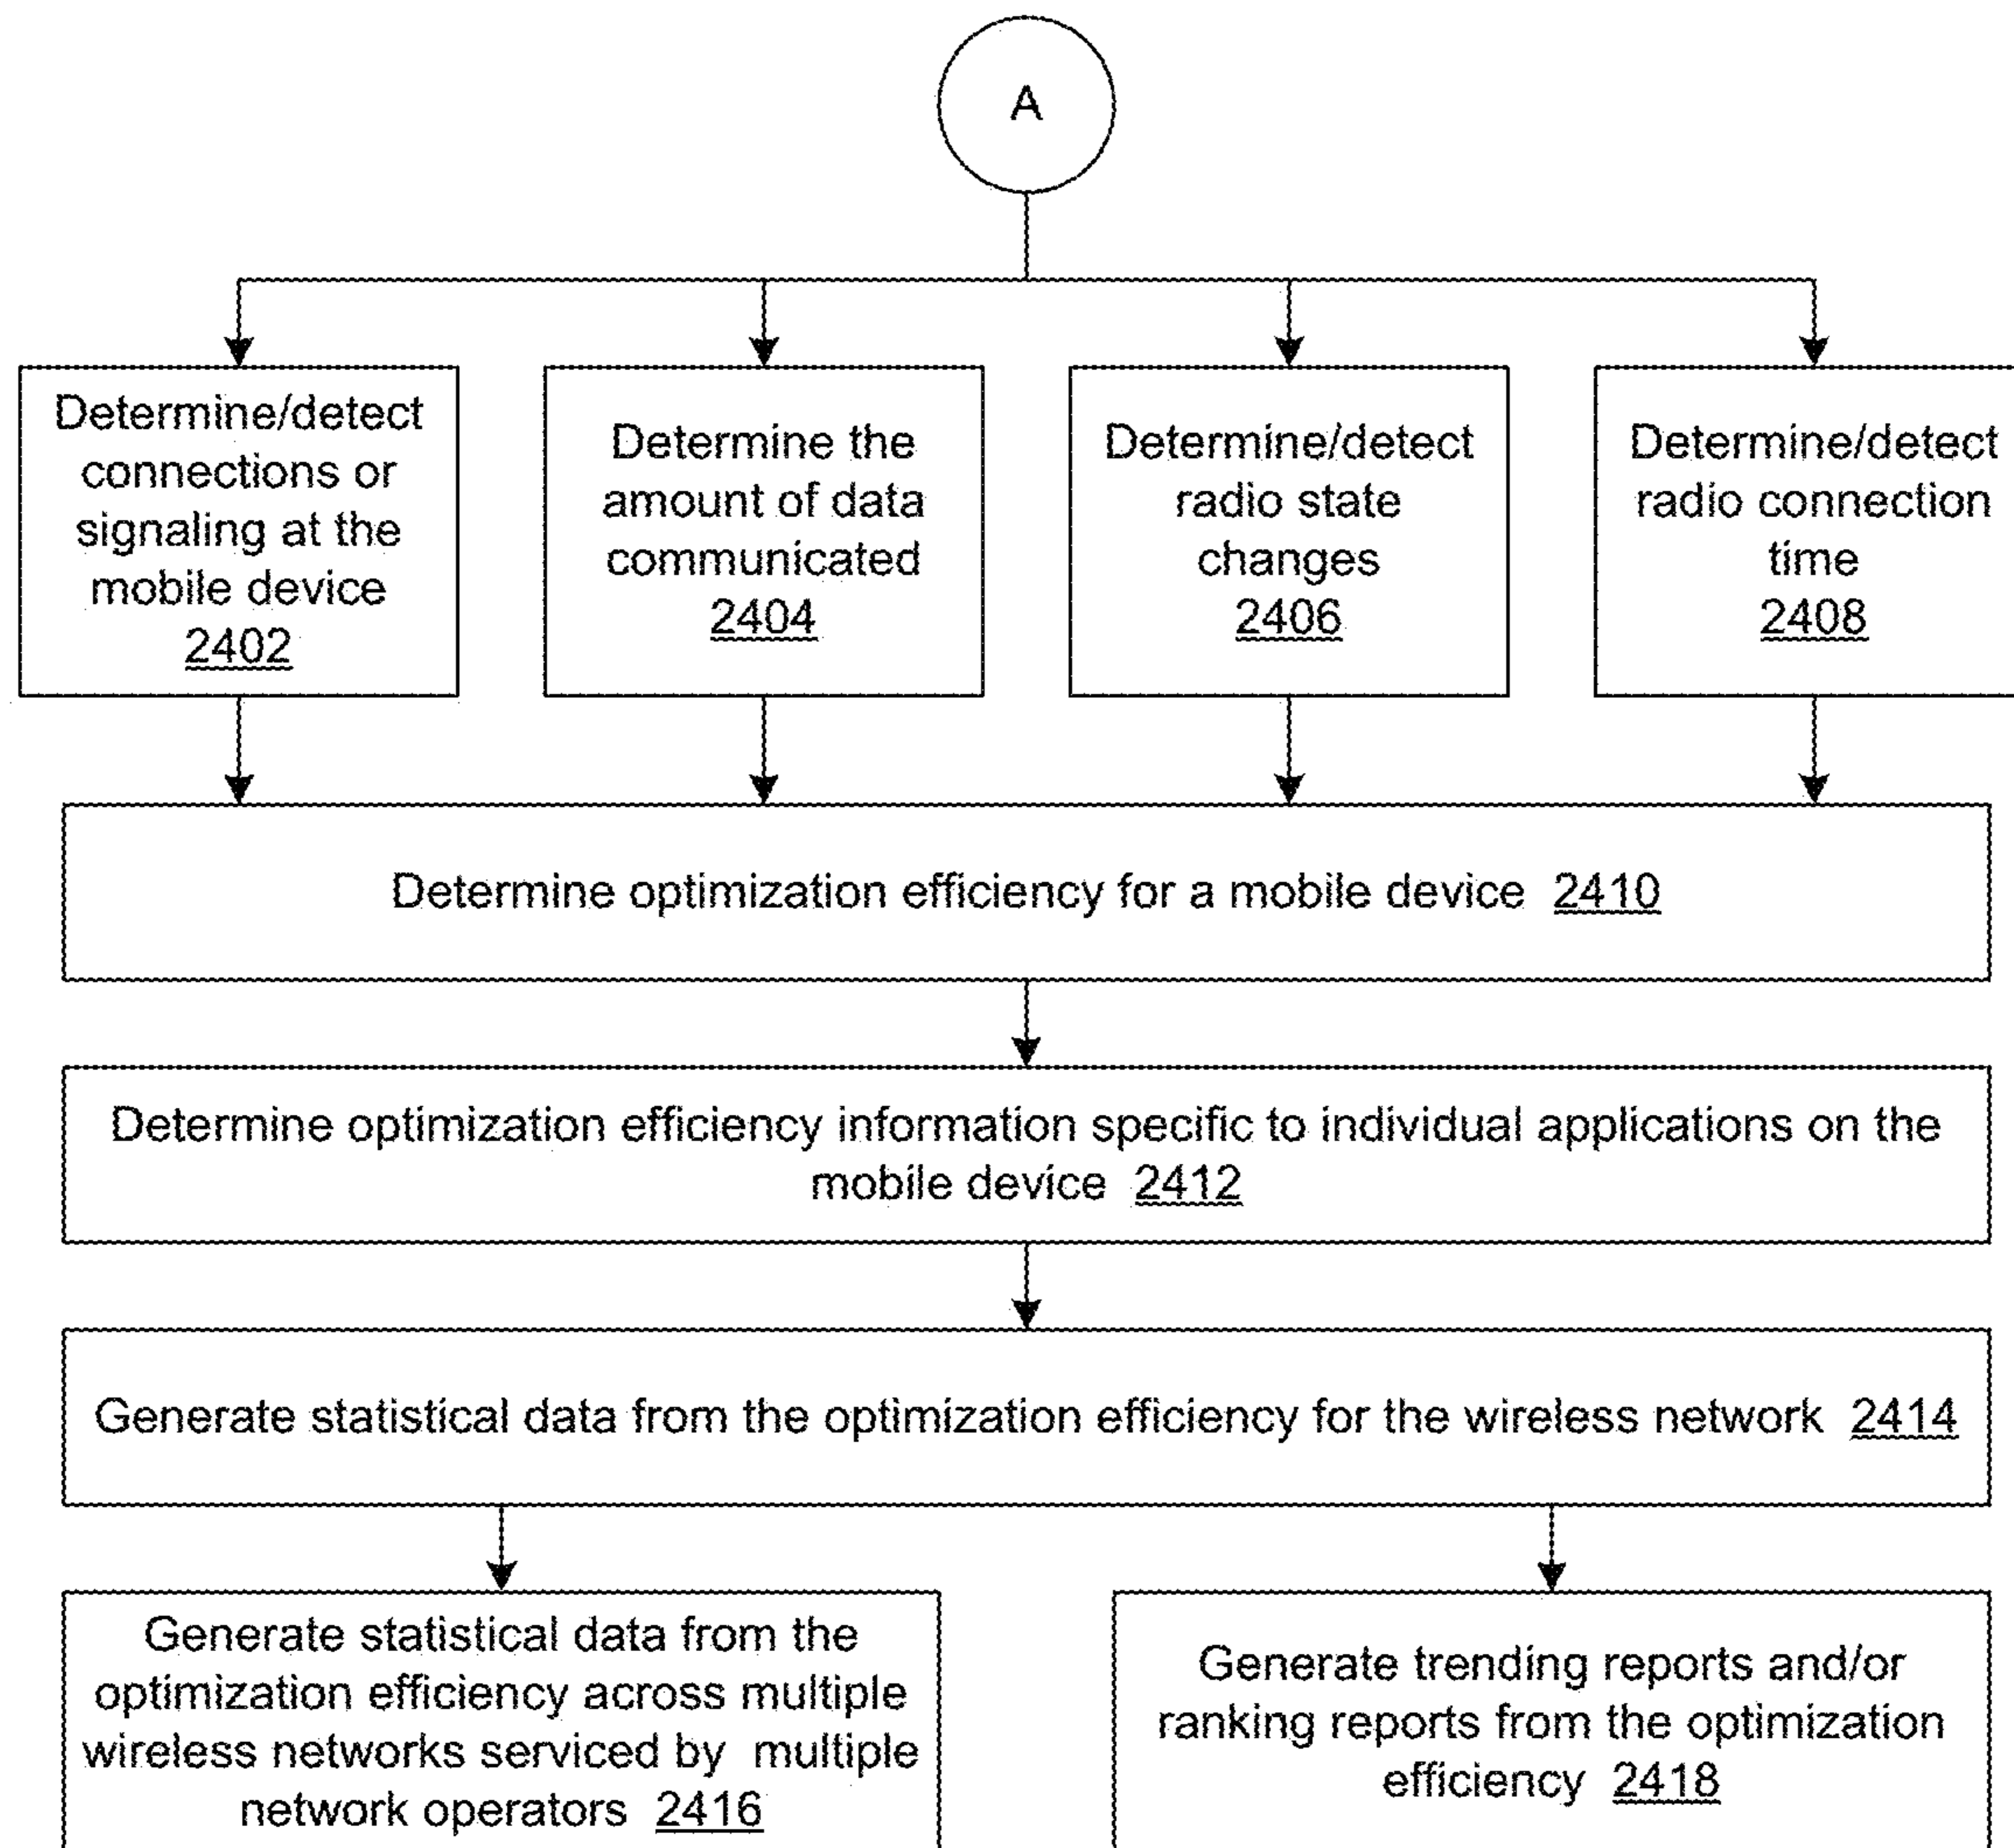 A
Determine/detect
connections or
signaling at the
mobile device
2402
Determine the
amount of data
communicated
2404
Determine/detect
radio state
changes
2406
Determine/detect
radio connection
time
2408
Determine optimization efficiency for a mobile device 2410
Determine optimization efficiency information specific to individual applications on the
mobile device 2412
Generate statistical data from the optimization efficiency for the wireless network 2414
Generate statistical data from the
optimization efficiency across multiple
wireless networks serviced by multiple
network operators 2416
Generate trending reports and/or
ranking reports from the optimization
efficiency 2418